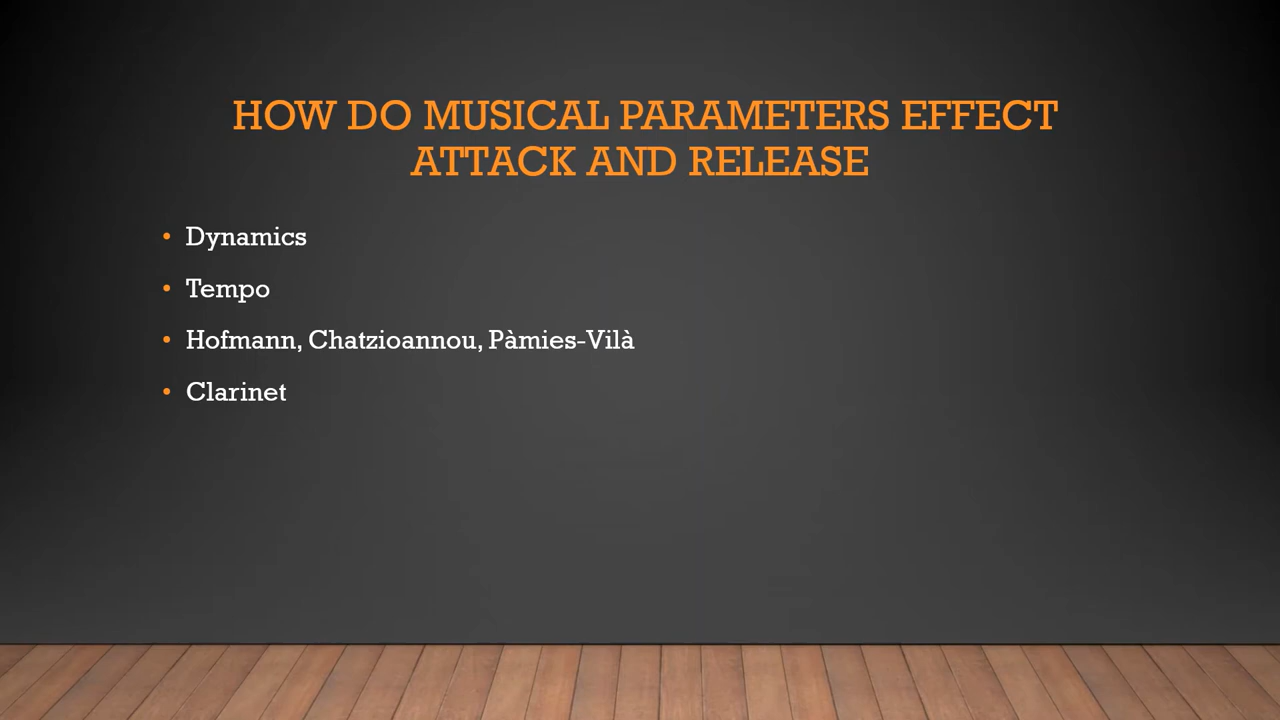 HOW DO MUSICAL PARAMETERS EFFECT
ATTACK AND RELEASE
• Dynamics
• Tempo
• Hofmann, Chatzioannou, Pàmies-Vilà
• Clarinet